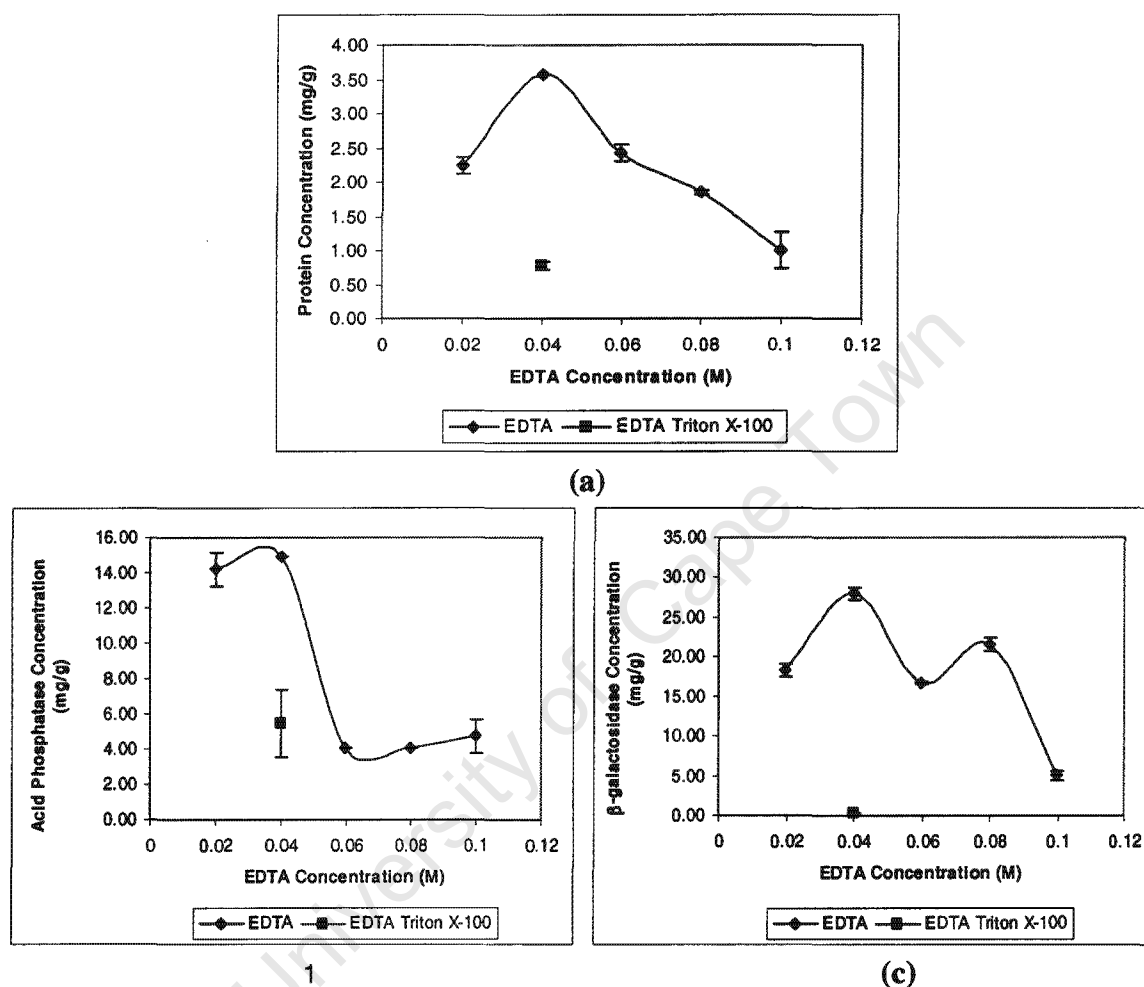 4.00
3.50
3.00
2.50
2.00
1.50
1.00
0.50
0.00
Protein Concentration (mg/g)
0 0.02 0.04 0.06 0.08 0.1 0.12
EDTA Concentration (M)
EDTA EDTA Triton X-100
(a)
16.00
14.00
12.00
10.00
8.00
6.00
4.00
2.00
0.00
Acid Phosphatase Concentration
(mg/g)
0 0.02 0.04 0.06 0.08 0.1 0.12
EDTA Concentration (M)
EDTA EDTA Triton X-100
1
35.00
30.00
25.00
20.00
15.00
10.00
5.00
0.00
β-galactosidase Concentration
(mg/g)
0 0.02 0.04 0.06 0.08 0.1 0.12
EDTA Concentration (M)
EDTA EDTA Triton X-100
(c)
University of Cape Town